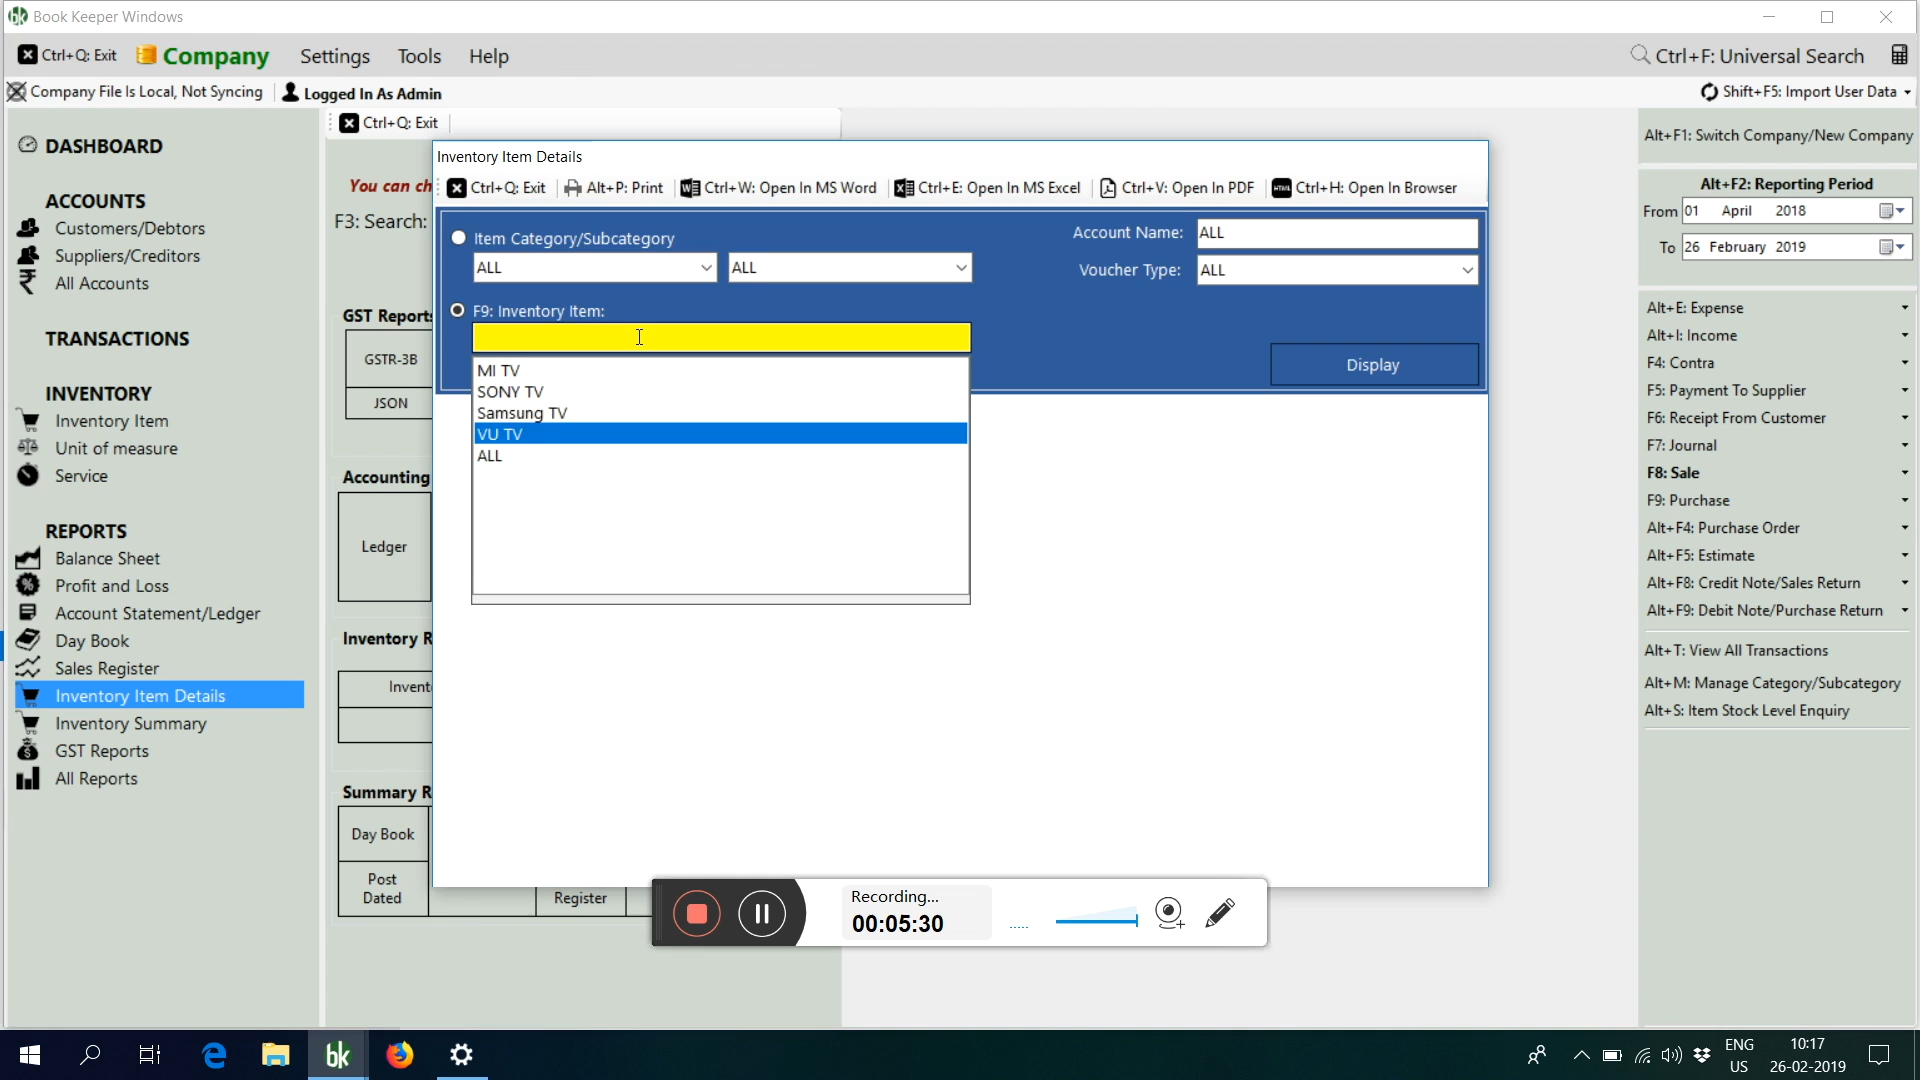 Book Keeper Windows
Ctrl+Q: Exit Company Settings Tools Help Ctrl+F: Universal Search
Company File Is Local, Not Syncing Logged In As Admin Shift+F5: Import User Data
DASHBOARD
ACCOUNTS
Customers/Debtors
Suppliers/Creditors
All Accounts
TRANSACTIONS
INVENTORY
Inventory Item
Unit of measure
Service
REPORTS
Balance Sheet
Profit and Loss
Account Statement/Ledger
Day Book
Sales Register
Inventory Item Details
Inventory Summary
GST Reports
All Reports
Ctrl+Q: Exit
You can ch
F3: Search:
GST Reports
GSTR-3B
JSON
Accounting
Ledger
Inventory R
Invent
Summary R
Day Book
Post
Dated
Register
Inventory Item Details
Ctrl+Q: Exit Alt+P: Print Ctrl+W: Open In MS Word Ctrl+E: Open In MS Excel Ctrl+V: Open In PDF Ctrl+H: Open In Browser
Item Category/Subcategory
ALL ALL
Account Name: ALL
Voucher Type: ALL
F9: Inventory Item:
Display
MI TV
SONY TV
Samsung TV
VU TV
ALL
Recording...
00:05:30
Alt+F1: Switch Company/New Company
Alt+F2: Reporting Period
From 01 April 2018
To 26 February 2019
Alt+E: Expense
Alt+I: Income
F4: Contra
F5: Payment To Supplier
F6: Receipt From Customer
F7: Journal
F8: Sale
F9: Purchase
Alt+F4: Purchase Order
Alt+F5: Estimate
Alt+F8: Credit Note/Sales Return
Alt+F9: Debit Note/Purchase Return
Alt+T: View All Transactions
Alt+M: Manage Category/Subcategory
Alt+S: Item Stock Level Enquiry
bk
ENG
US
10:17
26-02-2019